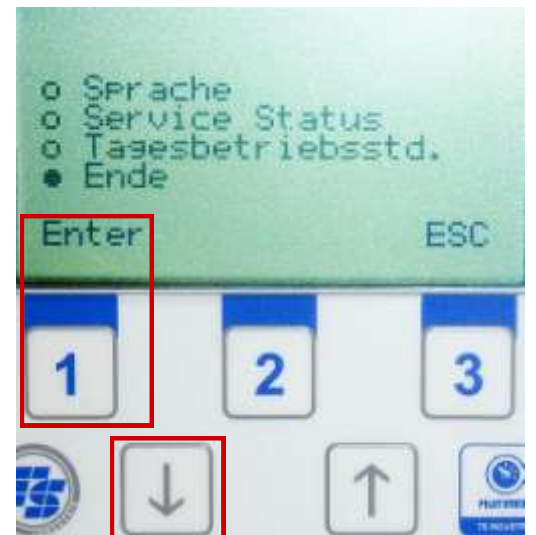 Sprache
Service Status
Tagesbetriebsstd.
Ende
Enter ESC
1 2 3